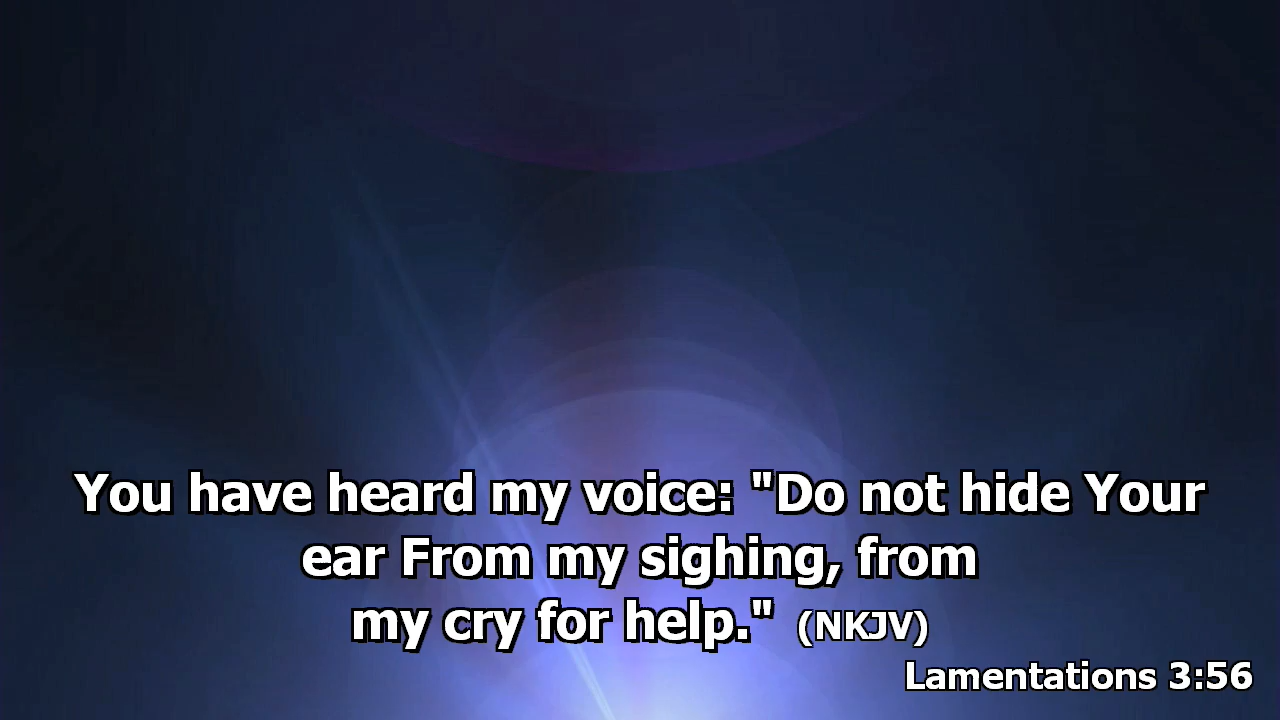 You have heard my voice: "Do not hide Your
ear From my sighing, from
my cry for help." (NKJV)
Lamentations 3:56